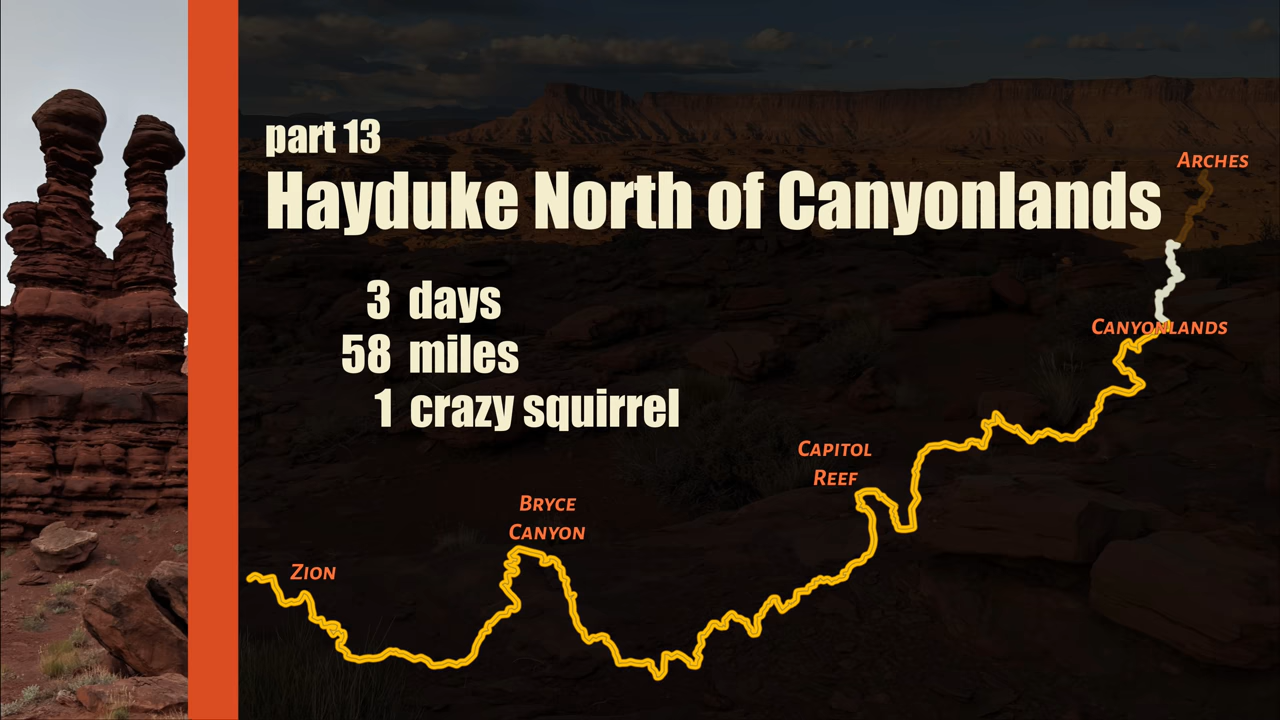 part 13
Hayduke North of Canyonlands
3 days
58 miles
1 crazy squirrel
Arches
Canyonlands
Capitol
Reef
Bryce
Canyon
Zion